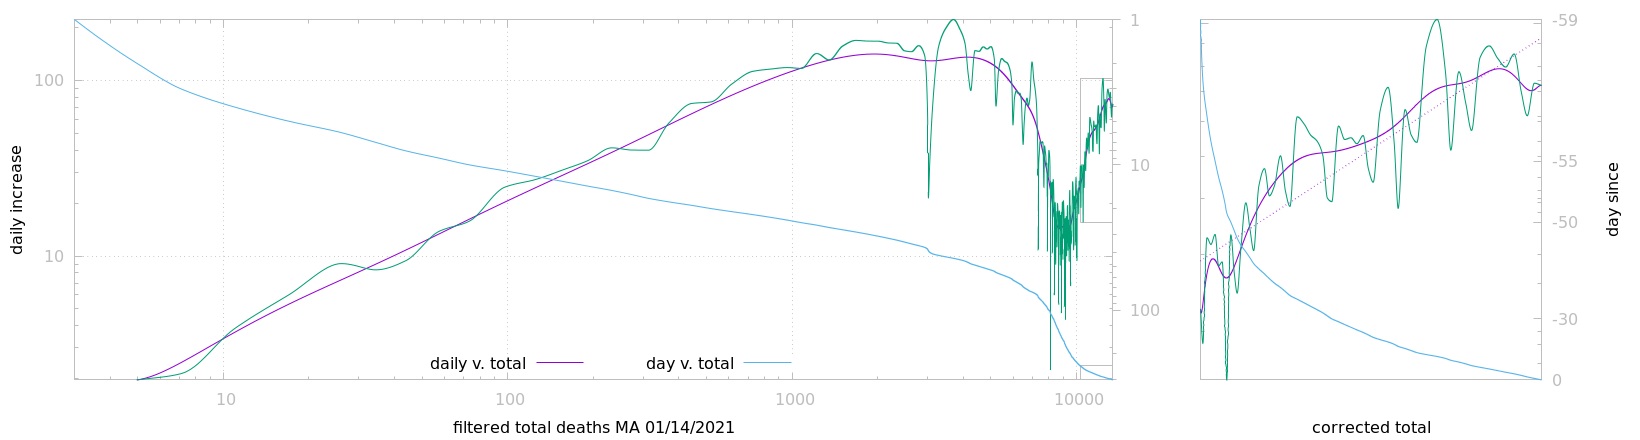 daily increase
100
10
10
100
1000
10000
1
10
100
daily v. total
day v. total
filtered total deaths MA 01/14/2021
-59
-55
-50
-30
0
day since
corrected total